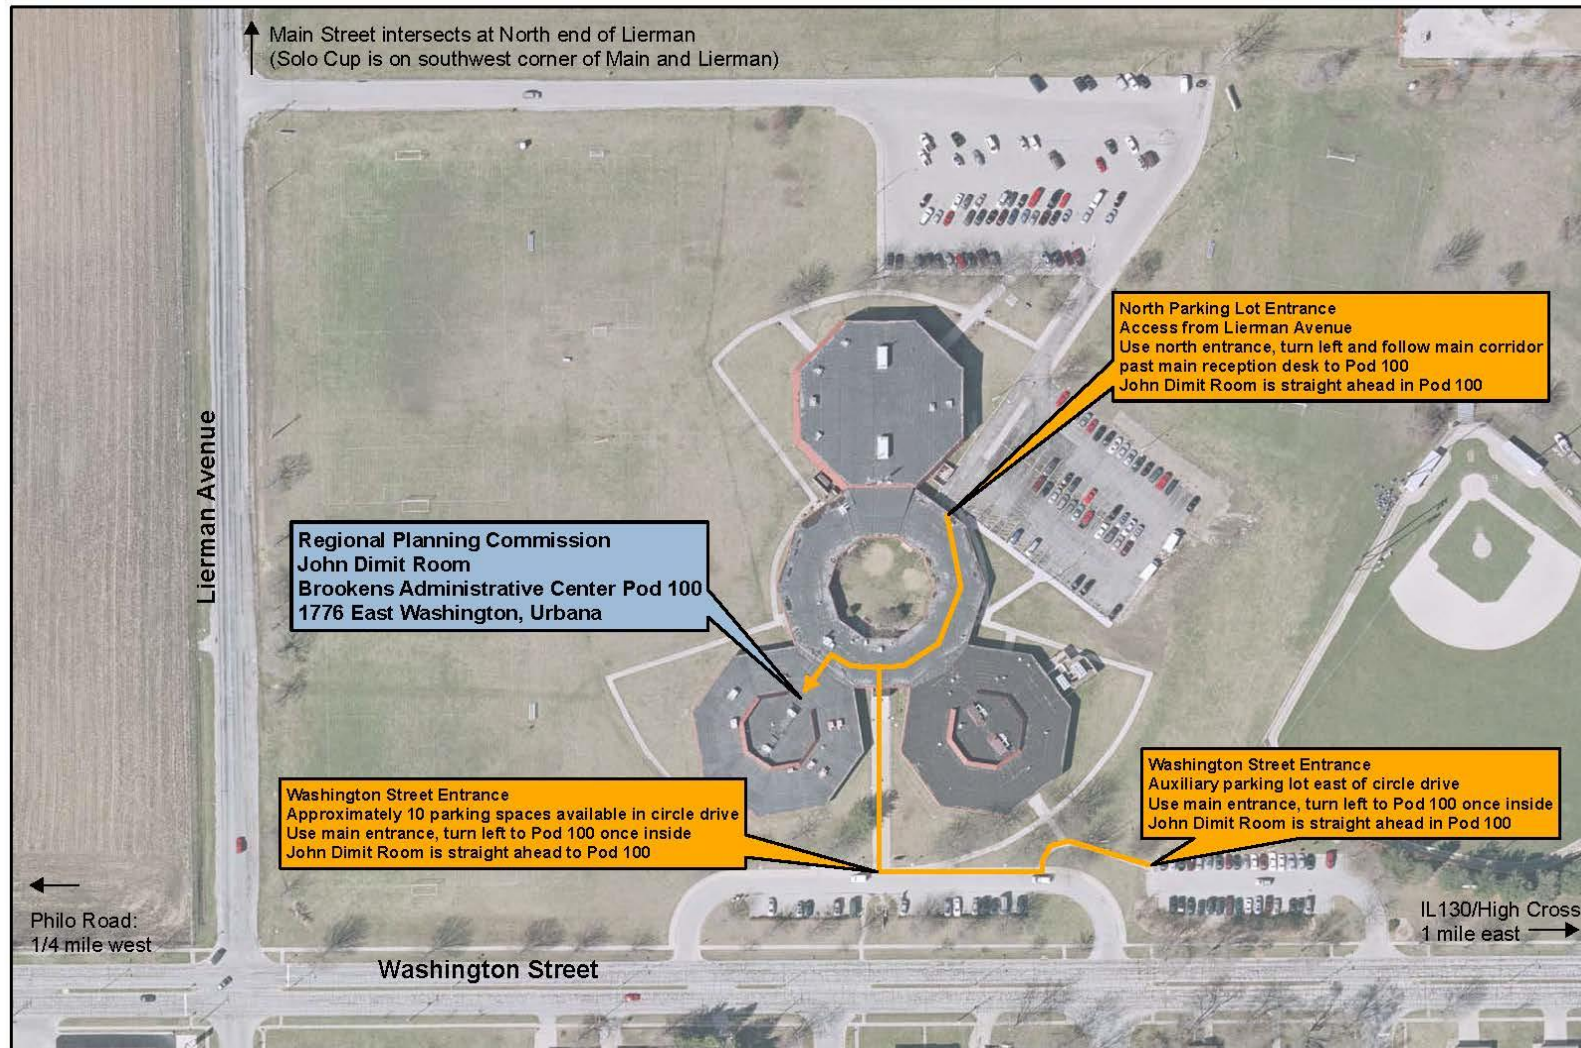 Main Street intersects at North end of Lierman
(Solo Cup is on southwest corner of Main and Lierman)
North Parking Lot Entrance
Access from Lierman Avenue
Use north entrance, turn left and follow main corridor
past main reception desk to Pod 100
John Dimit Room is straight ahead in Pod 100
Lierman Avenue
Regional Planning Commission
John Dimit Room
Brookens Administrative Center Pod 100
1776 East Washington, Urbana
Washington Street Entrance
Approximately 10 parking spaces available in circle drive
Use main entrance, turn left to Pod 100 once inside
John Dimit Room is straight ahead to Pod 100
Washington Street Entrance
Auxiliary parking lot east of circle drive
Use main entrance, turn left to Pod 100 once inside
John Dimit Room is straight ahead in Pod 100
Philo Road:
1/4 mile west
IL130/High Cross
1 mile east
Washington Street